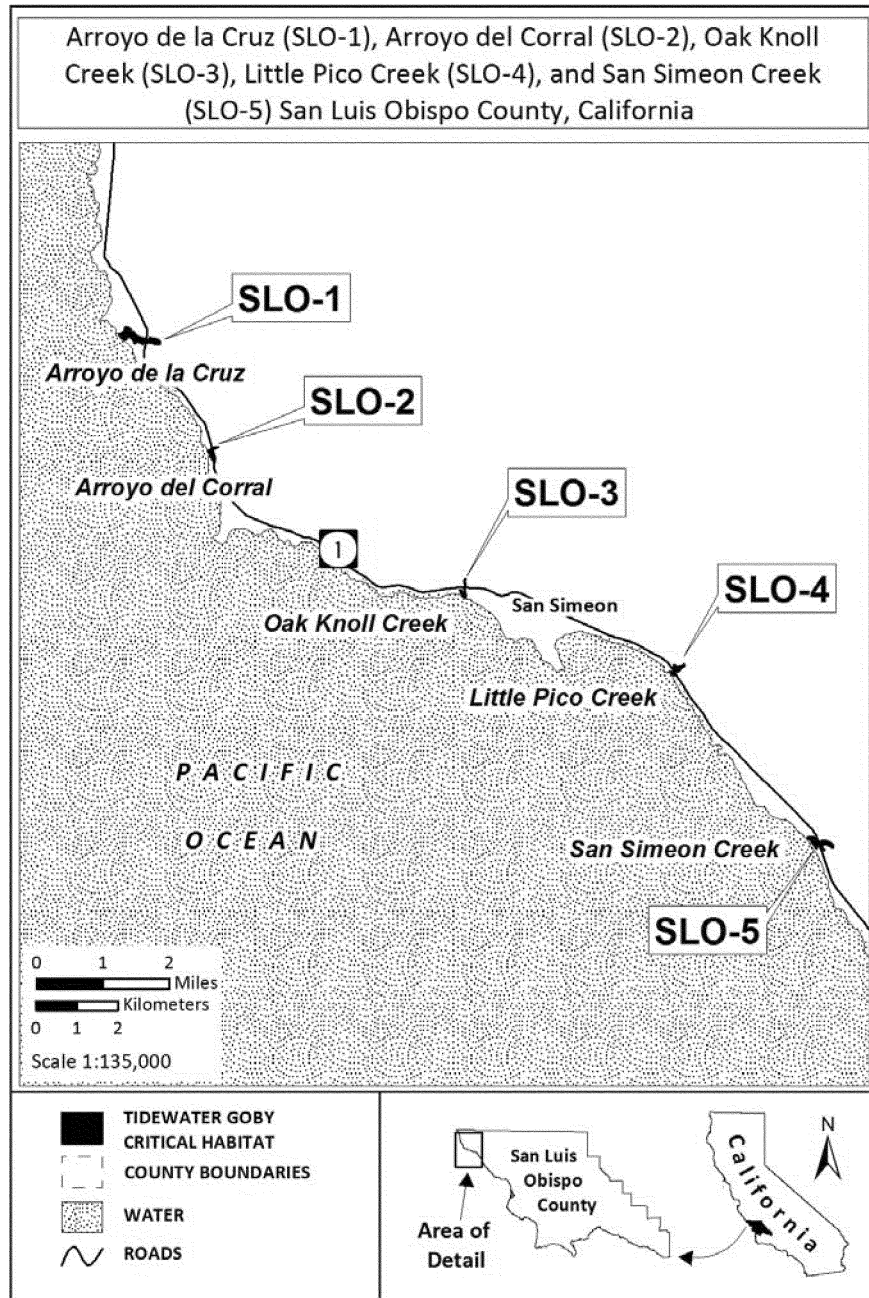 Arroyo de la Cruz (SLO-1), Arroyo del Corral (SLO-2), Oak Knoll
Creek (SLO-3), Little Pico Creek (SLO-4), and San Simeon Creek
(SLO-5) San Luis Obispo County, California
SLO-1
Arroyo de la Cruz
SLO-2
Arroyo del Corral
SLO-3
1
San Simeon
Oak Knoll Creek
SLO-4
Little Pico Creek
PACIFIC
OCEAN
San Simeon Creek
SLO-5
0 1 2
Miles
Kilometers
0 1 2
Scale 1:135,000
TIDEWATER GOBY
CRITICAL HABITAT
COUNTY BOUNDARIES
WATER
ROADS
San Luis
Obispo
County
Area of
Detail
California
N